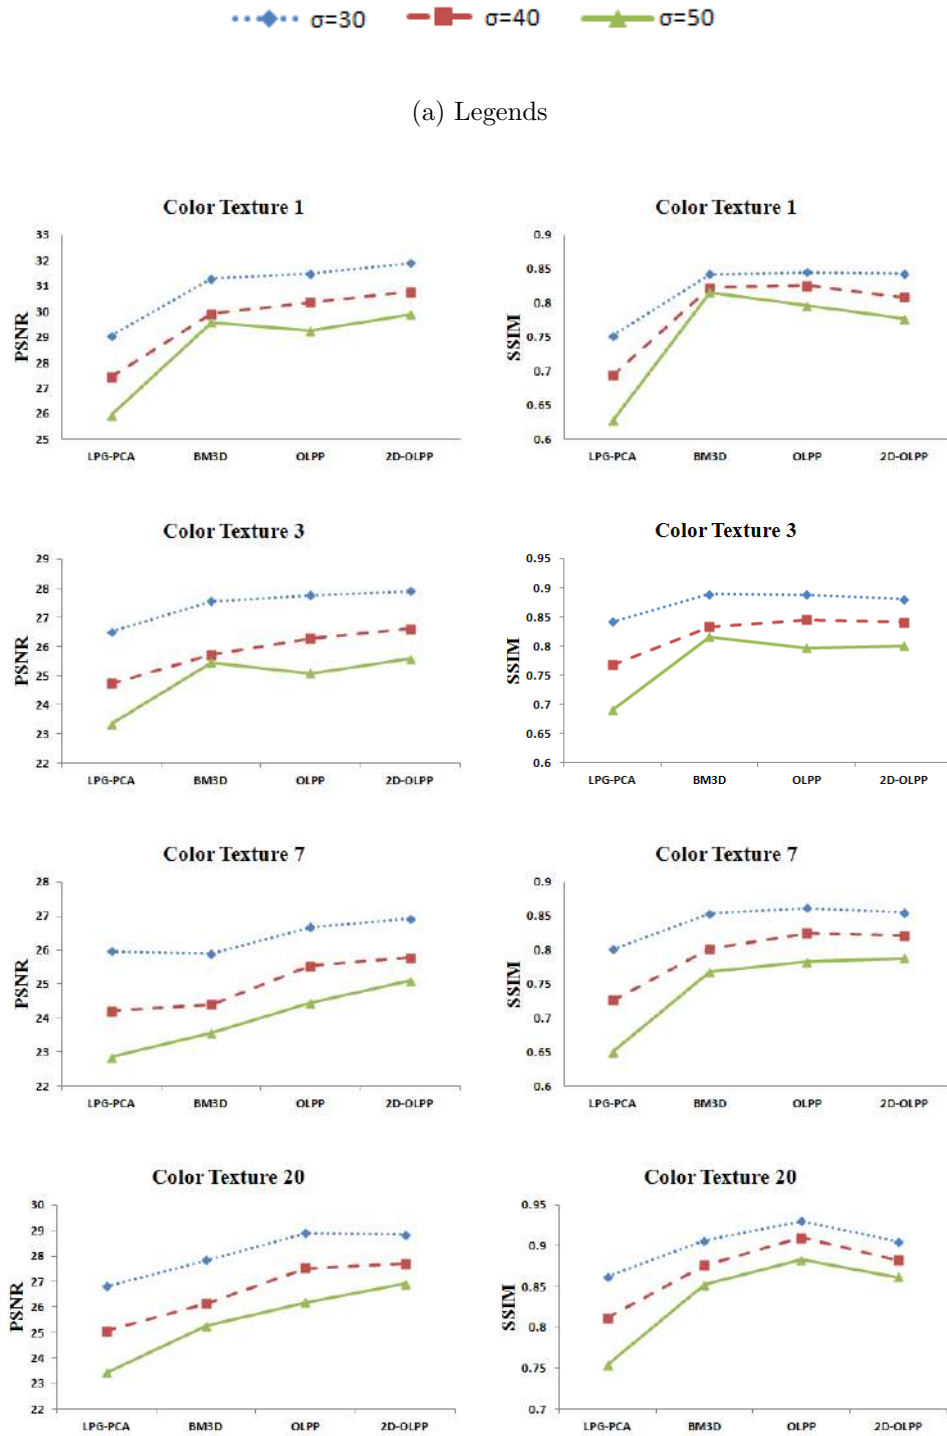 σ=30 σ=40 σ=50
(a) Legends
Color Texture 1
PSNR
33
32
31
30
29
28
27
26
25
LPG-PCA BM3D OLPP 2D-OLPP
Color Texture 1
SSIM
0.9
0.85
0.8
0.75
0.7
0.65
0.6
LPG-PCA BM3D OLPP 2D-OLPP
Color Texture 3
PSNR
29
28
27
26
25
24
23
22
LPG-PCA BM3D OLPP 2D-OLPP
Color Texture 3
SSIM
0.95
0.9
0.85
0.8
0.75
0.7
0.65
0.6
LPG-PCA BM3D OLPP 2D-OLPP
Color Texture 7
PSNR
28
27
26
25
24
23
22
LPG-PCA BM3D OLPP 2D-OLPP
Color Texture 7
SSIM
0.9
0.85
0.8
0.75
0.7
0.65
0.6
LPG-PCA BM3D OLPP 2D-OLPP
Color Texture 20
PSNR
30
29
28
27
26
25
24
23
22
LPG-PCA BM3D OLPP 2D-OLPP
Color Texture 20
SSIM
0.95
0.9
0.85
0.8
0.75
0.7
LPG-PCA BM3D OLPP 2D-OLPP